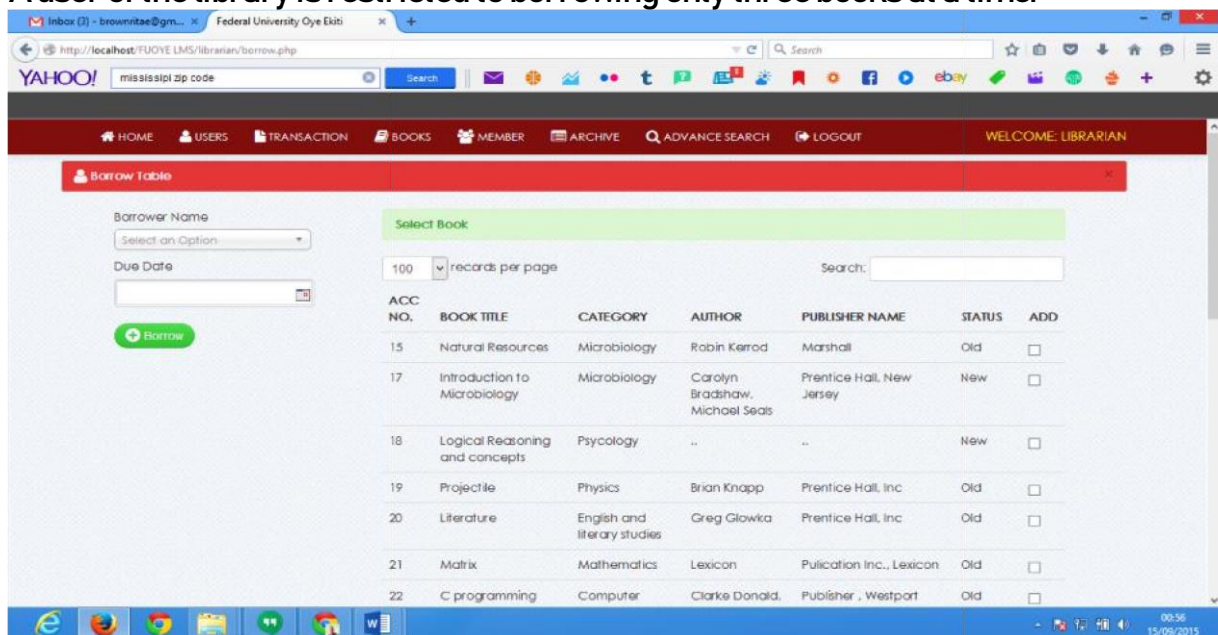 A user of the library is restricted to borrowing only three books at a time.
Inbox (2) - brownvitae@gm... ×
Federal University Oye Ekiti ×
http://localhost/FUOYE LMS/librarian/borrow.php
Search
YAHOO!
mississipi zip code
Search
ebay
HOME USERS TRANSACTION BOOKS MEMBER ARCHIVE ADVANCE SEARCH LOGOUT WELCOME: LIBRARIAN
Borrow Table ×
Borrower Name
Select an Option
Due Date
Borrow
Select Book
100 records per page Search:
ACC
NO. BOOK TITLE CATEGORY AUTHOR PUBLISHER NAME STATUS ADD
15 Natural Resources Microbiology Robin Kerrod Marshall Old
17 Introduction to Microbiology Carolyn Prentice Hall, New New
Microbiology Bradshaw, Jersey
Michael Seals
18 Logical Reasoning Psycology .. .. New
and concepts
19 Projectile Physics Brian Knapp Prentice Hall, Inc Old
20 Literature English and Greg Glowka Prentice Hall, Inc Old
literary studies
21 Matrix Mathematics Lexicon Pulication Inc., Lexicon Old
22 C programming Computer Clarke Donald, Publisher , Westport Old
00:56
15/09/2015